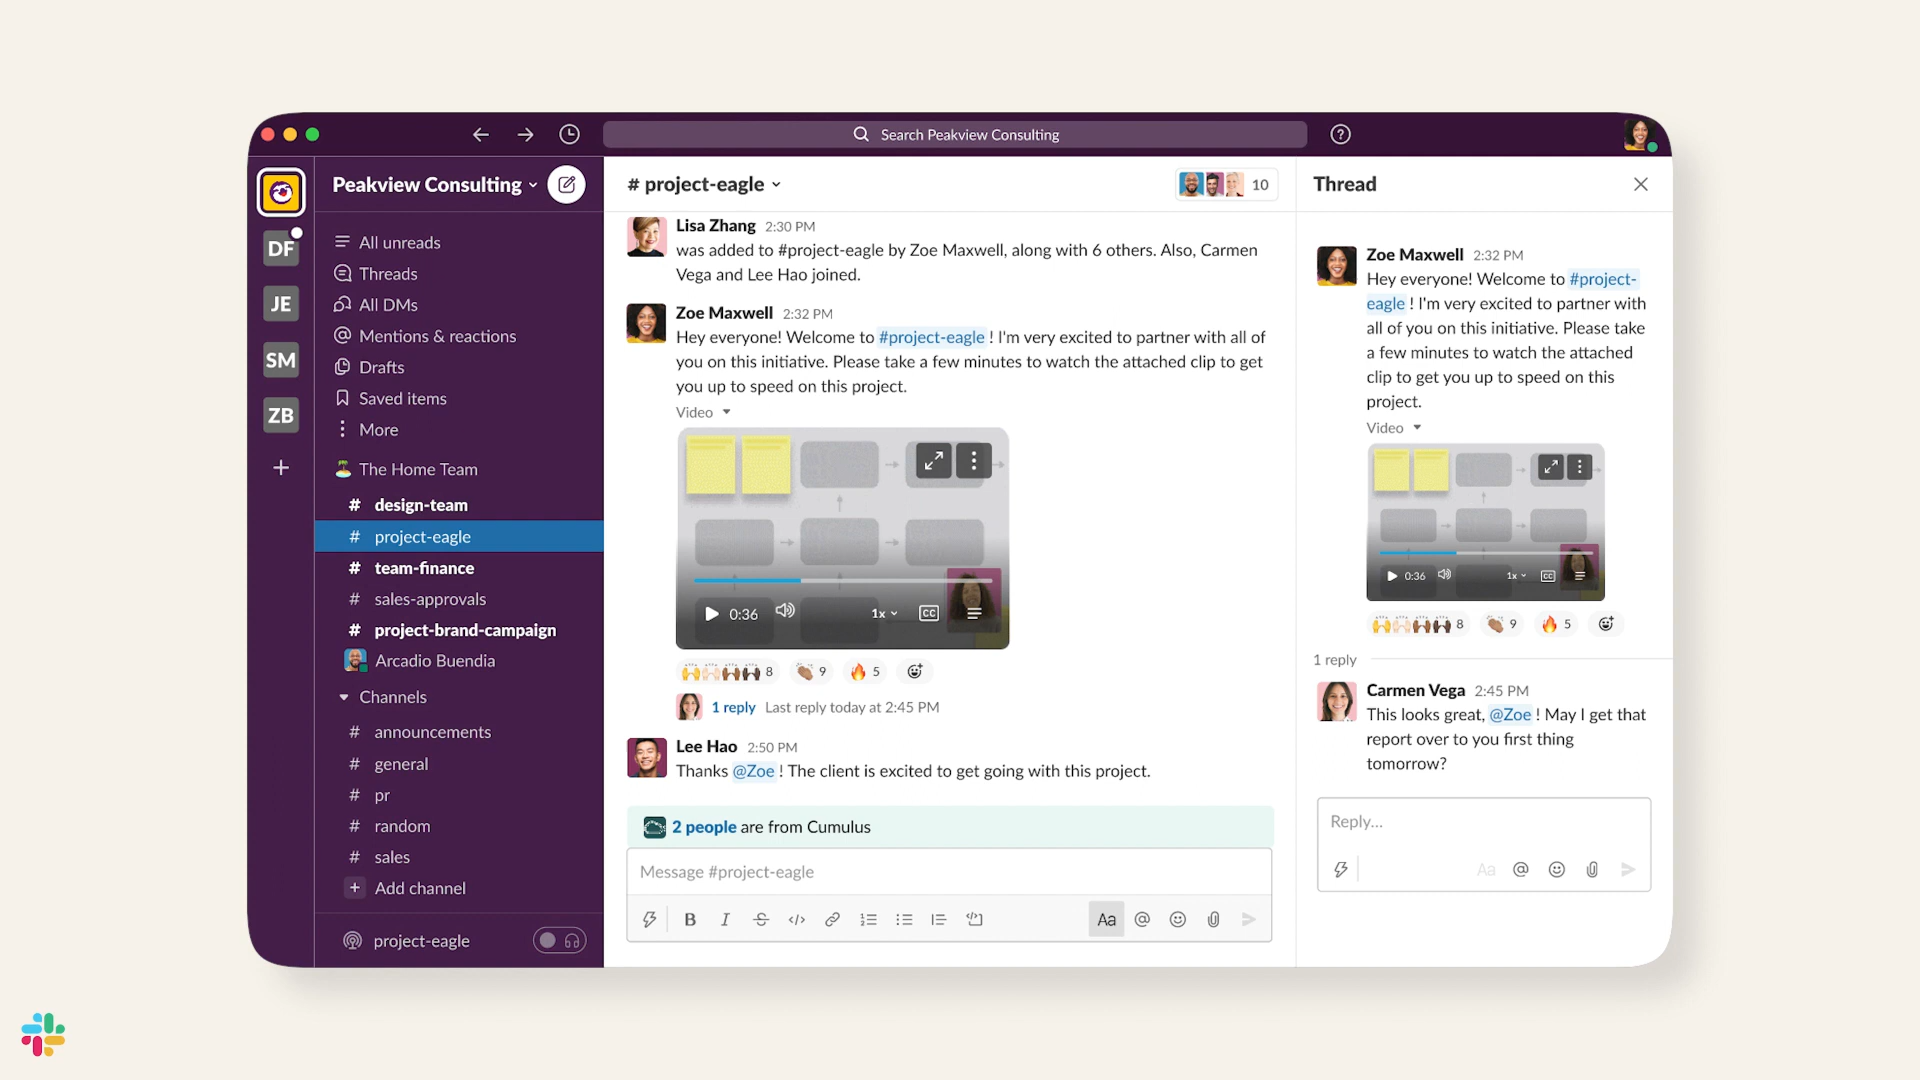 Search Peakview Consulting
DF
JE
SM
ZB
+
Peakview Consulting
All unreads
Threads
All DMs
Mentions & reactions
Drafts
Saved items
More
The Home Team
# design-team
# project-eagle
# team-finance
# sales-approvals
# project-brand-campaign
Arcadio Buendia
Channels
# announcements
# general
# pr
# random
# sales
+ Add channel
project-eagle
# project-eagle
10
Lisa Zhang 2:30 PM
was added to #project-eagle by Zoe Maxwell, along with 6 others. Also, Carmen
Vega and Lee Hao joined.
Zoe Maxwell 2:32 PM
Hey everyone! Welcome to #project-eagle ! I'm very excited to partner with all of
you on this initiative. Please take a few minutes to watch the attached clip to get
you up to speed on this project.
Video
0:36 1x CC
8 9 5
1 reply Last reply today at 2:45 PM
Lee Hao 2:50 PM
Thanks @Zoe ! The client is excited to get going with this project.
2 people are from Cumulus
Message #project-eagle
B I S </> Aa @
Thread
Zoe Maxwell 2:32 PM
Hey everyone! Welcome to #project-
eagle ! I'm very excited to partner with
all of you on this initiative. Please take
a few minutes to watch the attached
clip to get you up to speed on this
project.
Video
0:36 1x CC
8 9 5
1 reply
Carmen Vega 2:45 PM
This looks great, @Zoe ! May I get that
report over to you first thing
tomorrow?
Reply...
Aa @